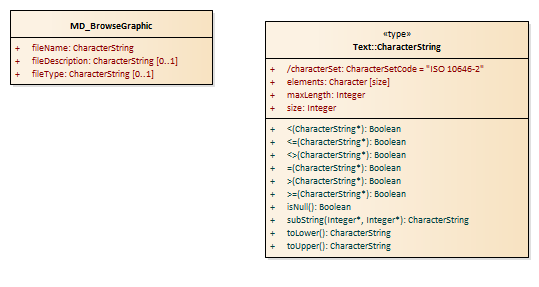 MD_BrowseGraphic
+ fileName: CharacterString
+ fileDescription: CharacterString [0..1]
+ fileType: CharacterString [0..1]
«type»
Text::CharacterString
+ /characterSet: CharacterSetCode = "ISO 10646-2"
+ elements: Character [size]
+ maxLength: Integer
+ size: Integer
+ <(CharacterString*): Boolean
+ <=(CharacterString*): Boolean
+ <>(CharacterString*): Boolean
+ =(CharacterString*): Boolean
+ >(CharacterString*): Boolean
+ >=(CharacterString*): Boolean
+ isNull(): Boolean
+ subString(Integer*, Integer*): CharacterString
+ toLower(): CharacterString
+ toUpper(): CharacterString